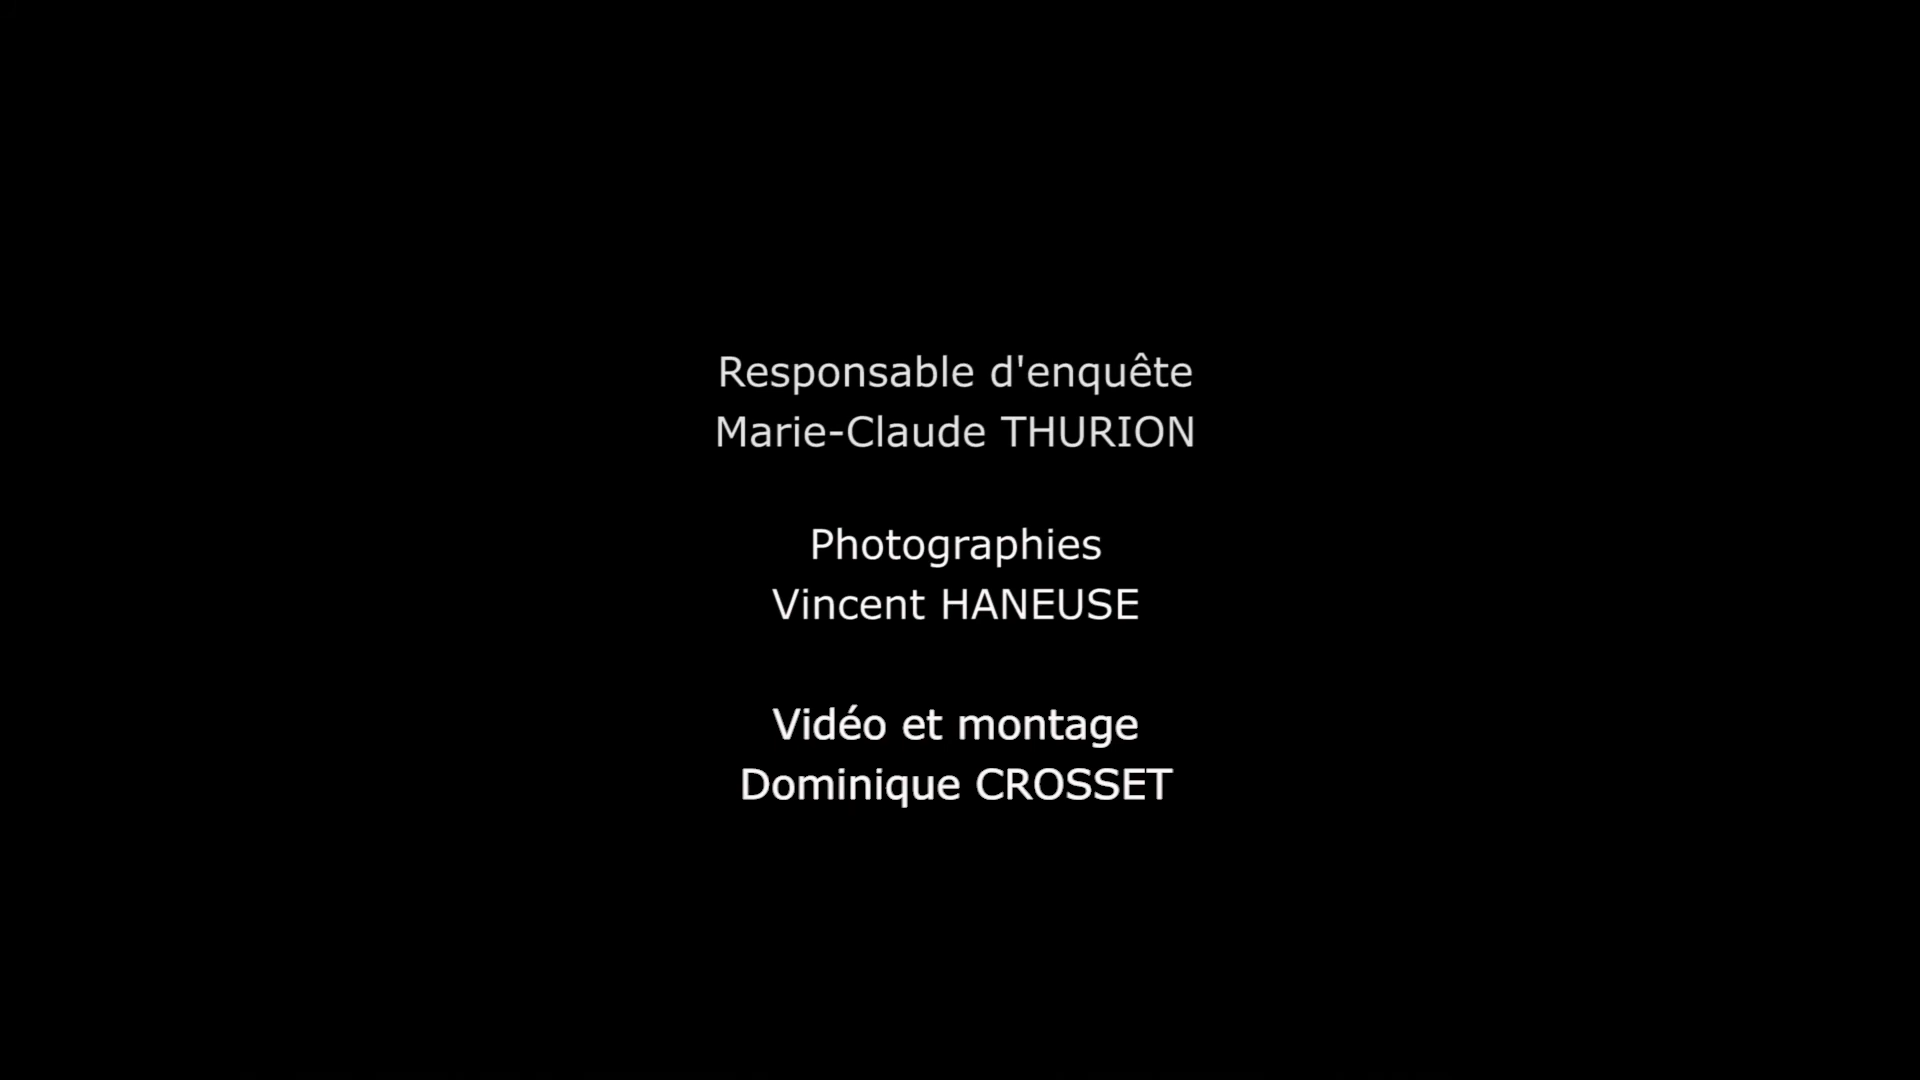 Responsable d'enquête
Marie-Claude THURION
Photographies
Vincent HANEUSE
Vidéo et montage
Dominique CROSSET